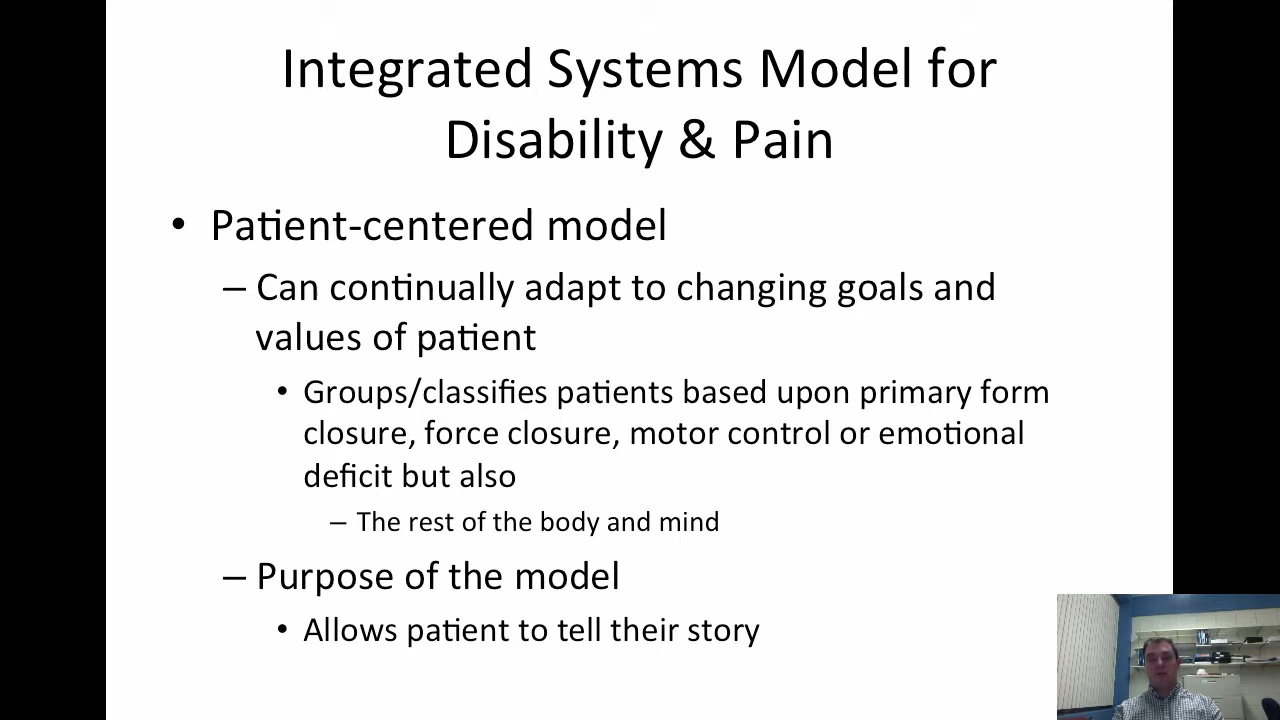 Integrated Systems Model for
Disability & Pain
• Patient-centered model
– Can continually adapt to changing goals and
values of patient
• Groups/classifies patients based upon primary form
closure, force closure, motor control or emotional
deficit but also
– The rest of the body and mind
– Purpose of the model
• Allows patient to tell their story